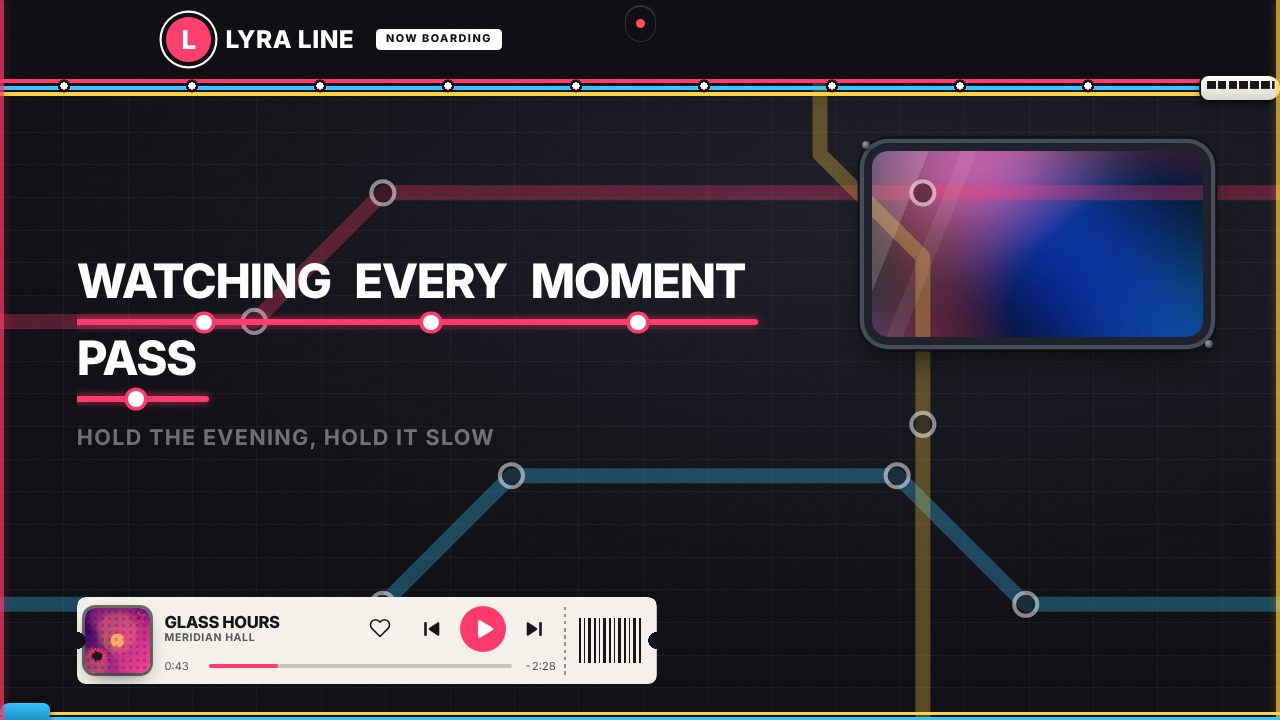 L LYRA LINE NOW BOARDING
WATCHING EVERY MOMENT
PASS
HOLD THE EVENING, HOLD IT SLOW
GLASS HOURS
MERIDIAN HALL
0:43 -2:28